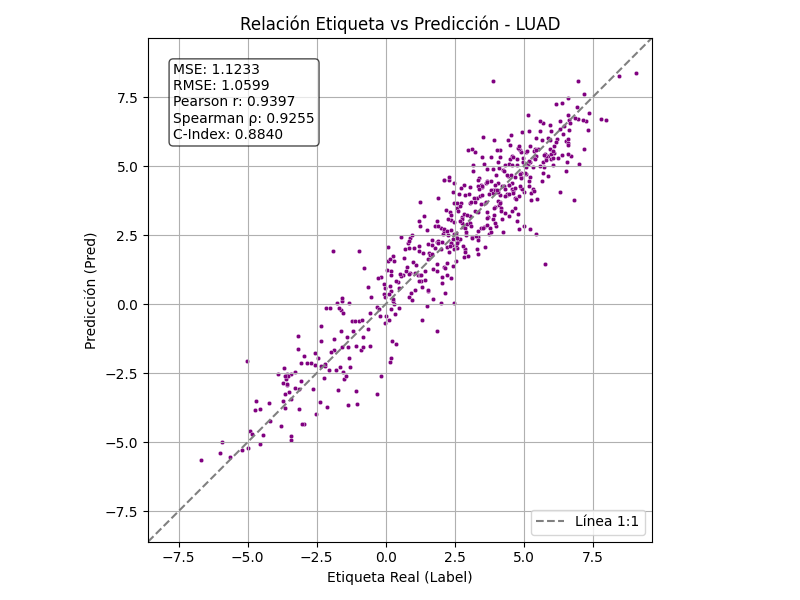 Relación Etiqueta vs Predicción - LUAD
MSE: 1.1233
RMSE: 1.0599
Pearson r: 0.9397
Spearman ρ: 0.9255
C-Index: 0.8840
7.5
5.0
2.5
0.0
−2.5
−5.0
−7.5
Predicción (Pred)
Línea 1:1
−7.5 −5.0 −2.5 0.0 2.5 5.0 7.5
Etiqueta Real (Label)